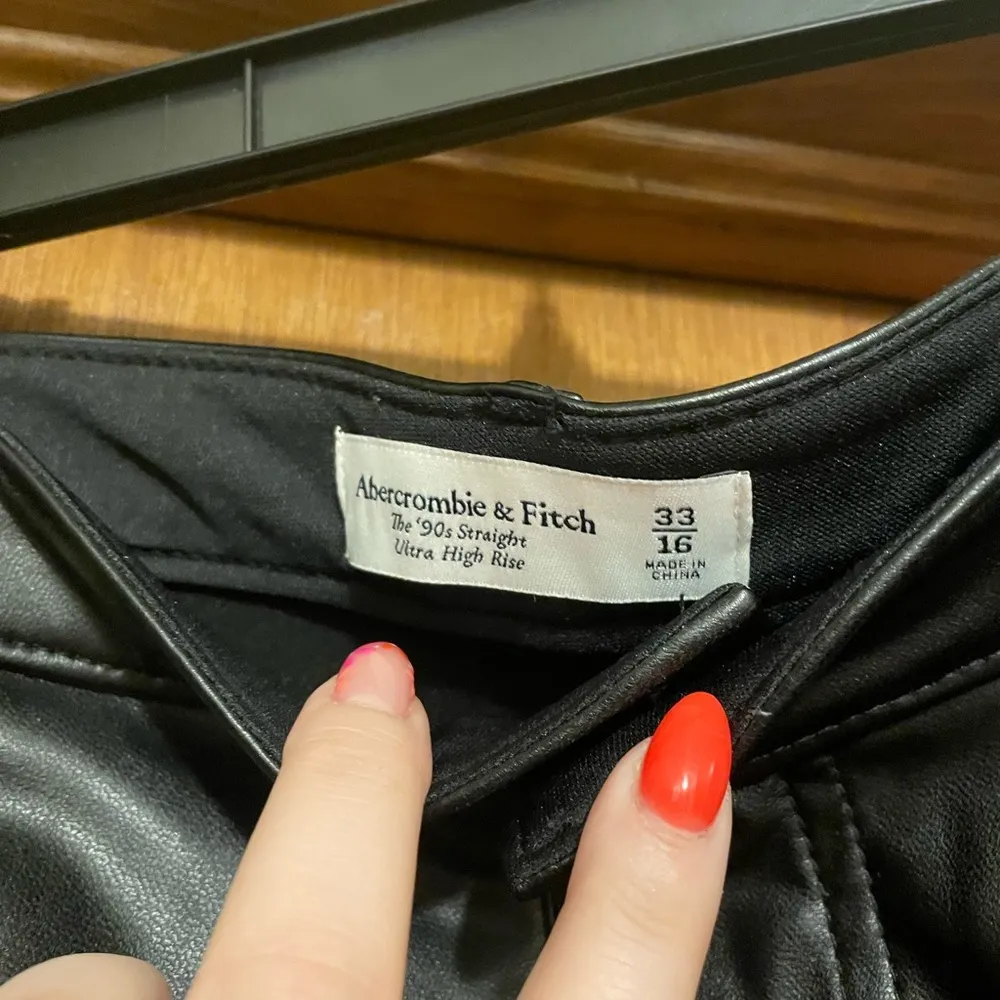 Abercrombie & Fitch
The ‘90s Straight
Ultra High Rise
33
16
MADE IN
CHINA